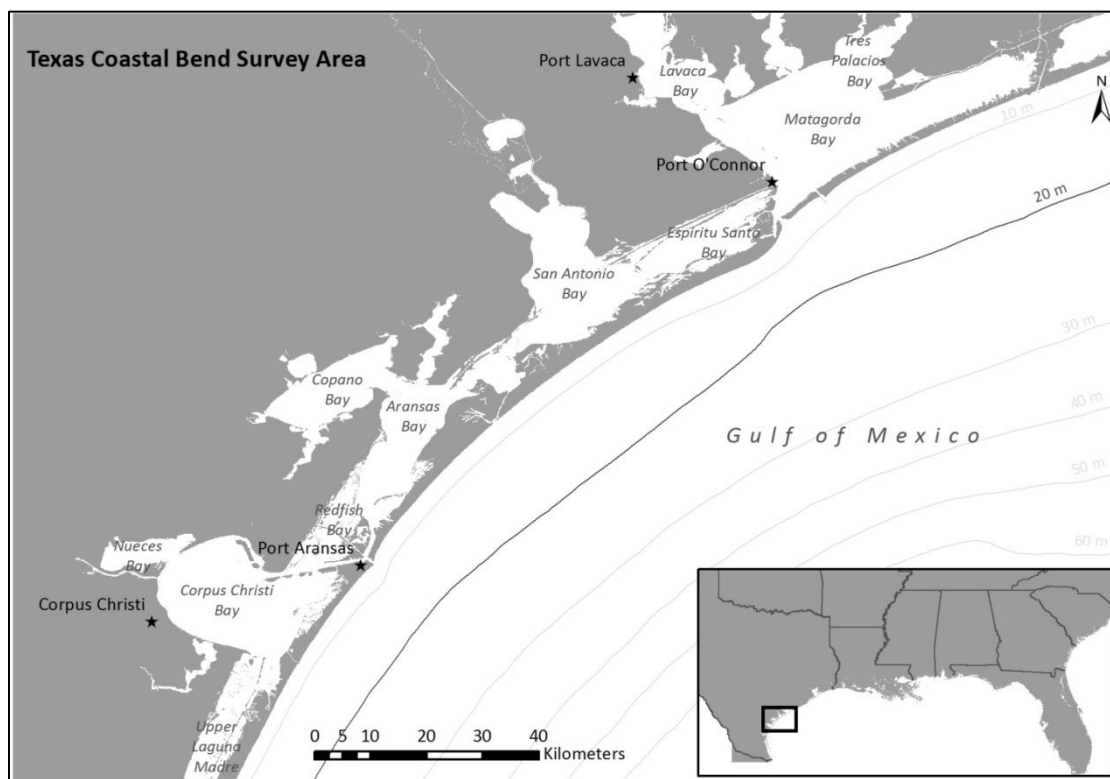 Texas Coastal Bend Survey Area
Port Lavaca
Lavaca
Bay
Tres
Palacios
Bay
N
10 m
Matagorda
Bay
Port O'Connor
20 m
Espiritu Santo
Bay
San Antonio
Bay
30 m
Copano
Bay
Aransas
Bay
40 m
Gulf of Mexico
50 m
Redfish
Bay
Port Aransas
Nueces
Bay
60 m
Corpus Christi
Bay
Corpus Christi
Upper
Laguna
Madre
0 5 10 20 30 40
Kilometers